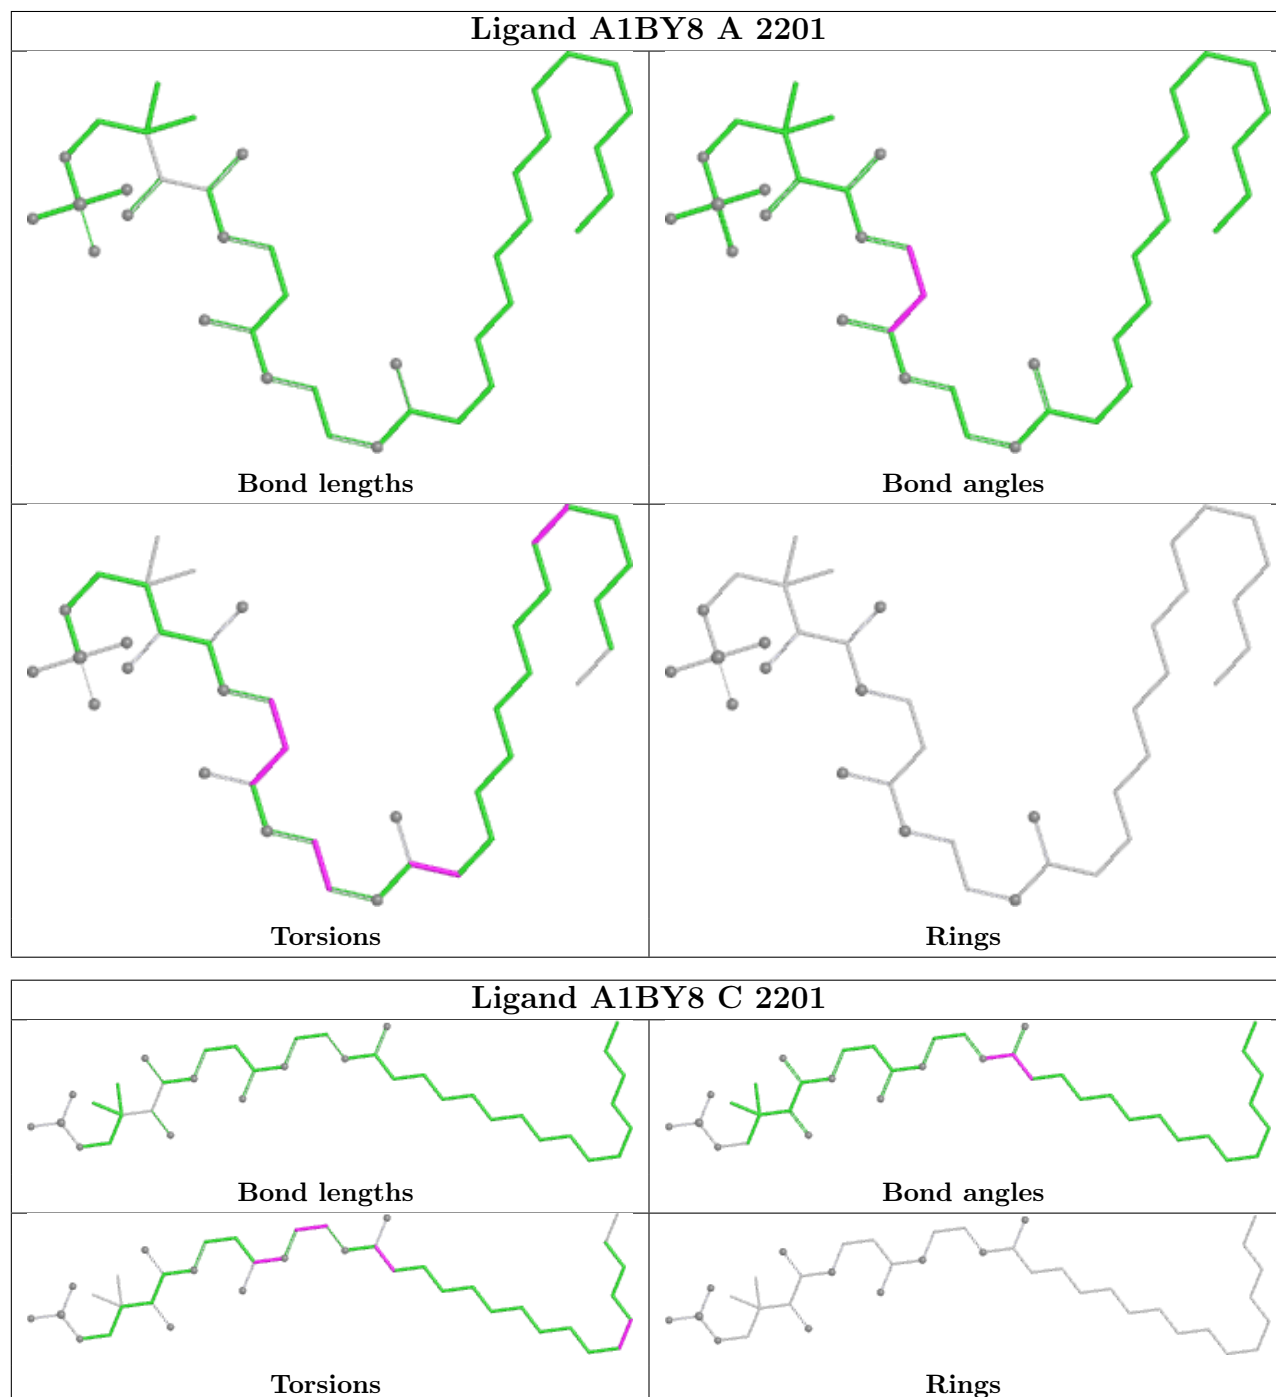 Ligand A1BY8 A 2201
Bond lengths
Bond angles
Torsions
Rings
Ligand A1BY8 C 2201
Bond lengths
Bond angles
Torsions
Rings